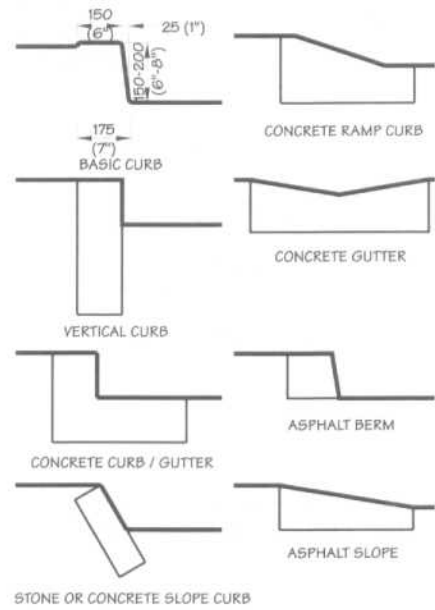 150
(6")
25 (1")
150-200
(6"-8")
175
(7")
BASIC CURB
CONCRETE RAMP CURB
VERTICAL CURB
CONCRETE GUTTER
CONCRETE CURB / GUTTER
ASPHALT BERM
STONE OR CONCRETE SLOPE CURB
ASPHALT SLOPE